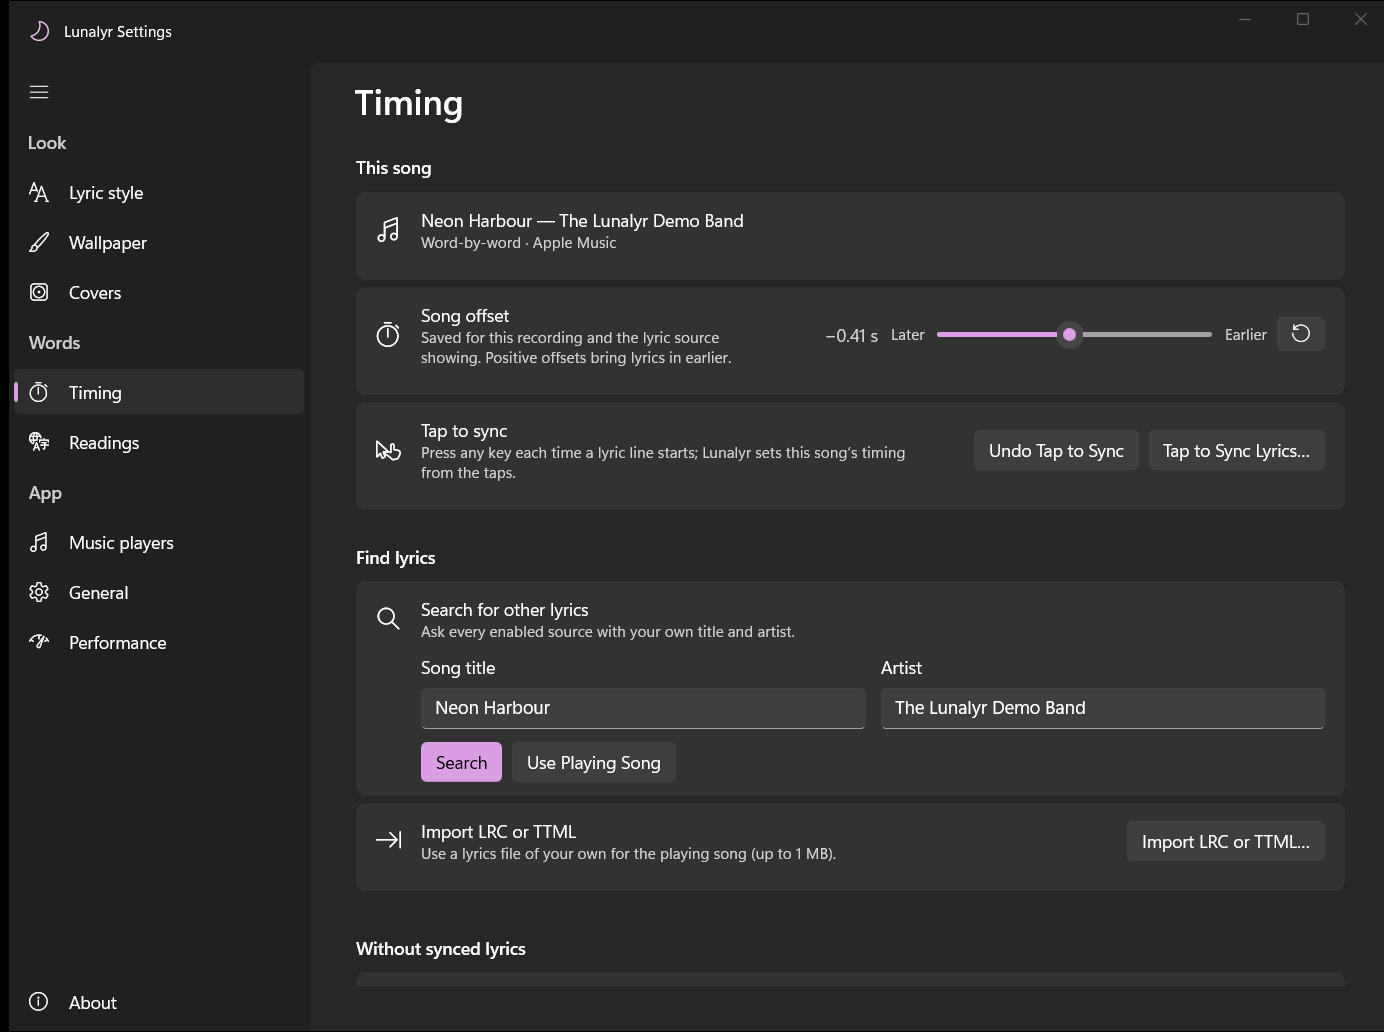 Lunalyr Settings
Look
Lyric style
Wallpaper
Covers
Words
Timing
Readings
App
Music players
General
Performance
About
Timing
This song
Neon Harbour — The Lunalyr Demo Band
Word-by-word · Apple Music
Song offset
Saved for this recording and the lyric source
showing. Positive offsets bring lyrics in earlier.
−0.41 s Later Earlier
Tap to sync
Press any key each time a lyric line starts; Lunalyr sets this song’s timing
from the taps.
Undo Tap to Sync Tap to Sync Lyrics...
Find lyrics
Search for other lyrics
Ask every enabled source with your own title and artist.
Song title Artist
Neon Harbour The Lunalyr Demo Band
Search Use Playing Song
Import LRC or TTML
Use a lyrics file of your own for the playing song (up to 1 MB).
Import LRC or TTML...
Without synced lyrics